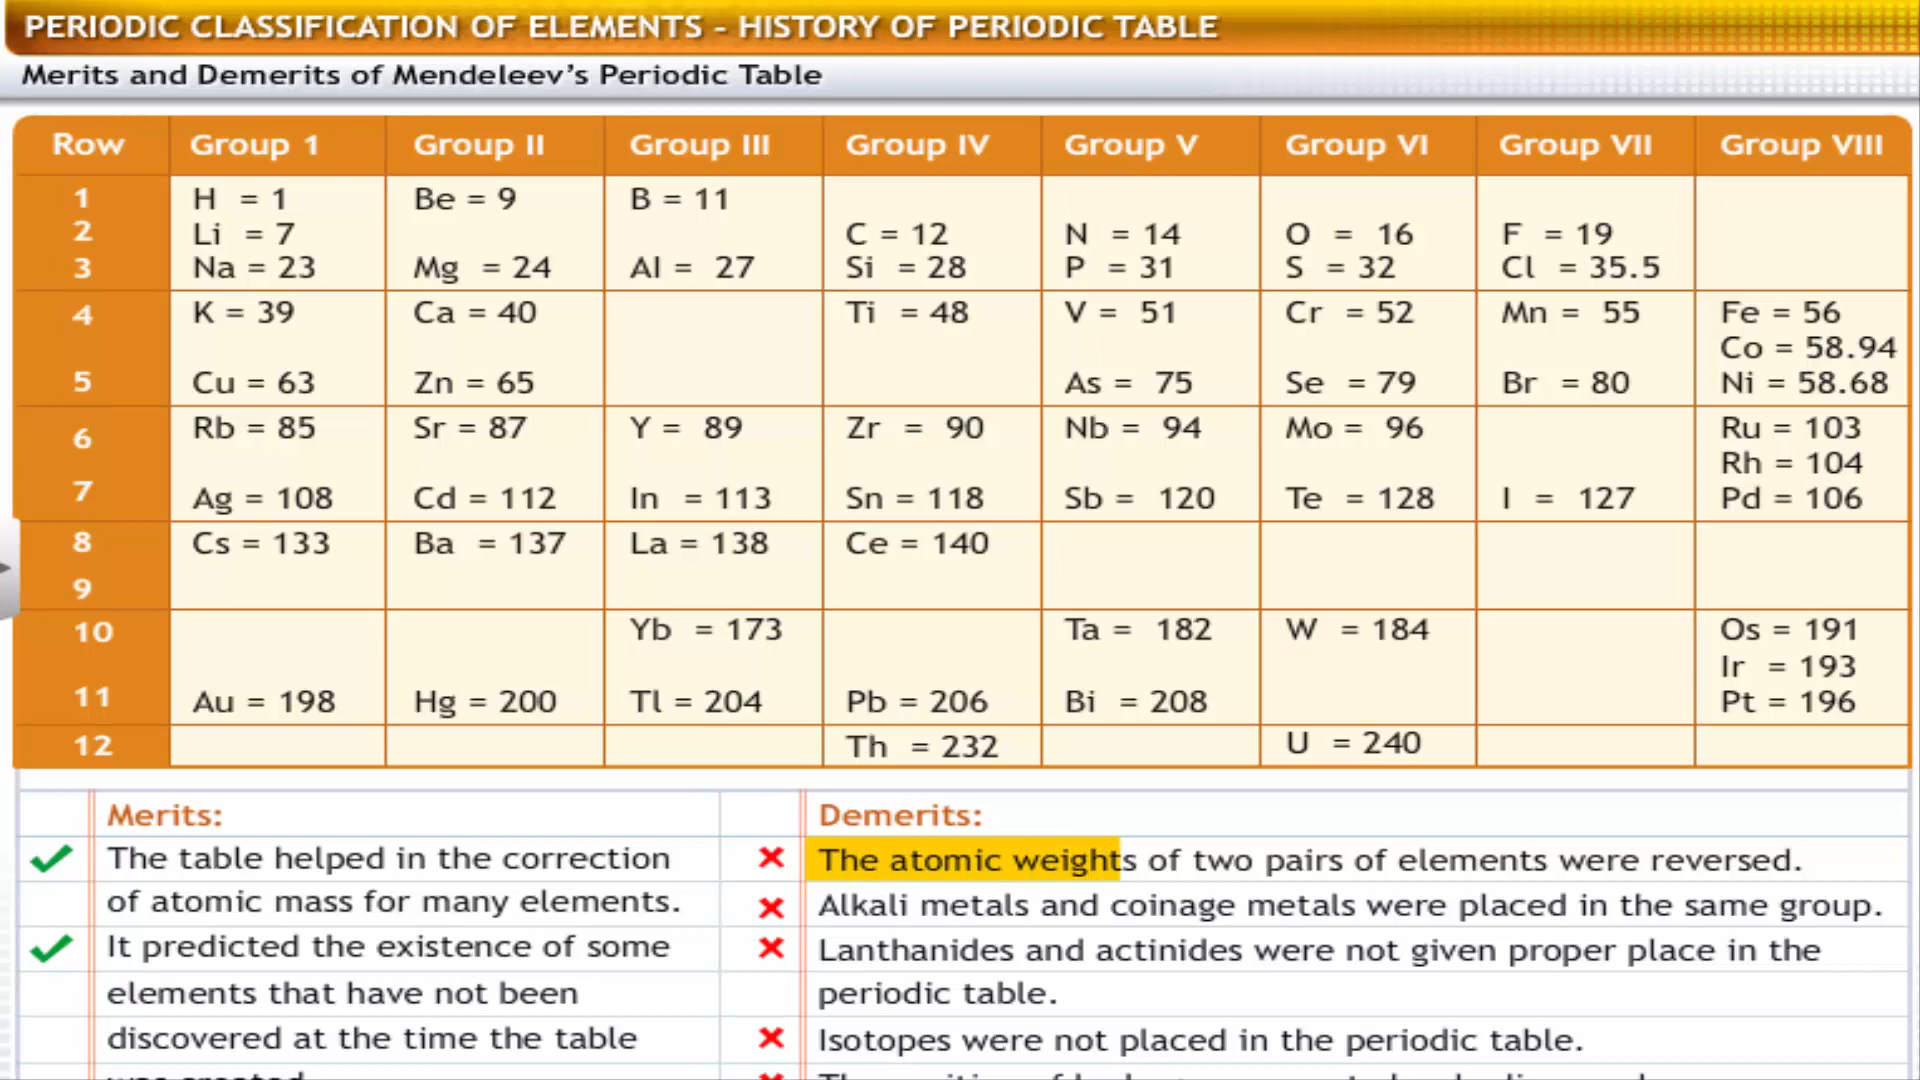 PERIODIC CLASSIFICATION OF ELEMENTS - HISTORY OF PERIODIC TABLE
Merits and Demerits of Mendeleev's Periodic Table
Row Group 1 Group II Group III Group IV Group V Group VI Group VII Group VIII
1 H = 1 Be = 9 B = 11
2 Li = 7 C = 12 N = 14 O = 16 F = 19
3 Na = 23 Mg = 24 Al = 27 Si = 28 P = 31 S = 32 Cl = 35.5
4 K = 39 Ca = 40 Ti = 48 V = 51 Cr = 52 Mn = 55 Fe = 56
Co = 58.94
5 Cu = 63 Zn = 65 As = 75 Se = 79 Br = 80 Ni = 58.68
6 Rb = 85 Sr = 87 Y = 89 Zr = 90 Nb = 94 Mo = 96 Ru = 103
Rh = 104
7 Ag = 108 Cd = 112 In = 113 Sn = 118 Sb = 120 Te = 128 I = 127 Pd = 106
8 Cs = 133 Ba = 137 La = 138 Ce = 140
9
10 Yb = 173 Ta = 182 W = 184 Os = 191
Ir = 193
11 Au = 198 Hg = 200 Tl = 204 Pb = 206 Bi = 208 Pt = 196
12 Th = 232 U = 240
Merits:
The table helped in the correction
of atomic mass for many elements.
It predicted the existence of some
elements that have not been
discovered at the time the table
Demerits:
The atomic weights of two pairs of elements were reversed.
Alkali metals and coinage metals were placed in the same group.
Lanthanides and actinides were not given proper place in the
periodic table.
Isotopes were not placed in the periodic table.